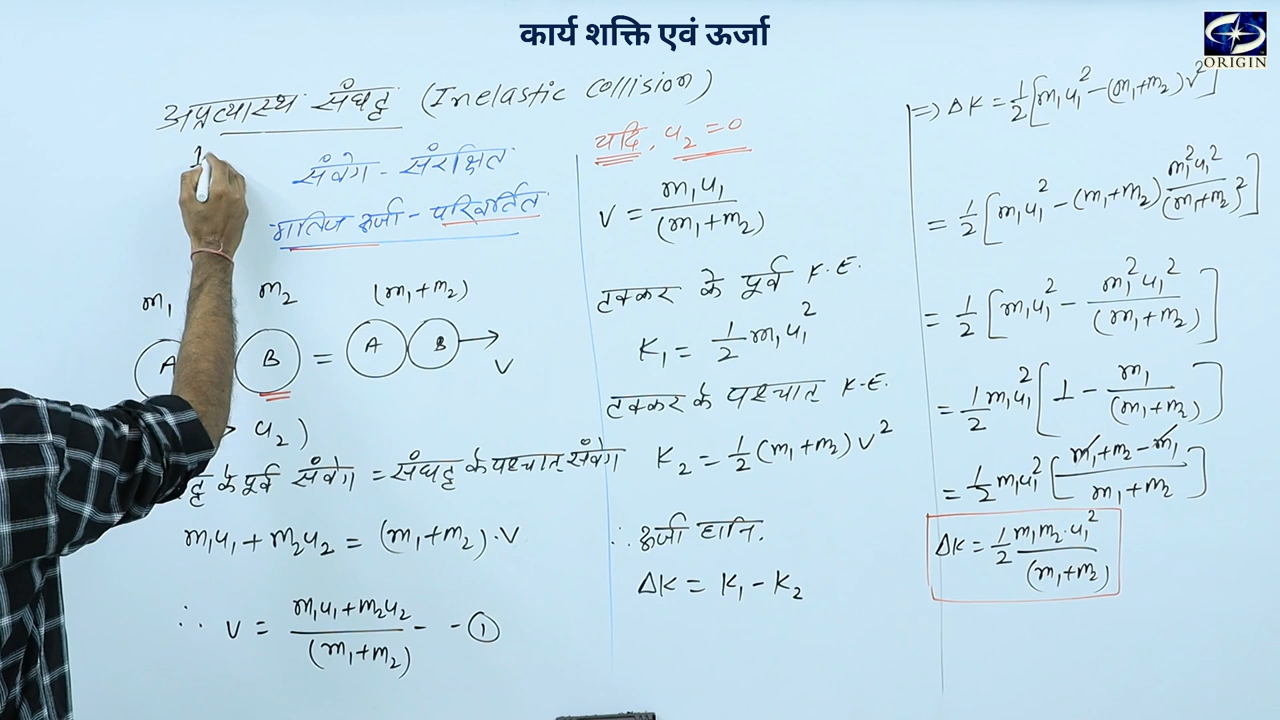 कार्य शक्ति एवं ऊर्जा
ORIGIN
अप्रत्यास्थ संघट्ट (Inelastic Collision)
1
संवेग - संरक्षित
गतिज ऊर्जा - परिवर्तित
m₁ m₂ (m₁+m₂)
A B = A B → V
u₂)
के पूर्व संवेग = संघट्ट के पश्चात् संवेग
m₁u₁ + m₂u₂ = (m₁+m₂)·V
∴ V = (m₁u₁+m₂u₂)/(m₁+m₂) - - ①
यदि, u₂ = 0
V = m₁u₁/(m₁+m₂)
टक्कर के पूर्व K.E.
K₁ = 1/2 m₁u₁²
टक्कर के पश्चात K.E.
K₂ = 1/2 (m₁+m₂) V²
∴ ऊर्जा हानि.
ΔK = K₁ - K₂
=> ΔK = 1/2 [m₁u₁² - (m₁+m₂)V²]
= 1/2 [m₁u₁² - (m₁+m₂) m₁²u₁²/(m₁+m₂)²]
= 1/2 [m₁u₁² - m₁²u₁²/(m₁+m₂)]
= 1/2 m₁u₁² [1 - m₁/(m₁+m₂)]
= 1/2 m₁u₁² [(m₁+m₂-m₁)/(m₁+m₂)]
ΔK = 1/2 m₁m₂·u₁²/(m₁+m₂)